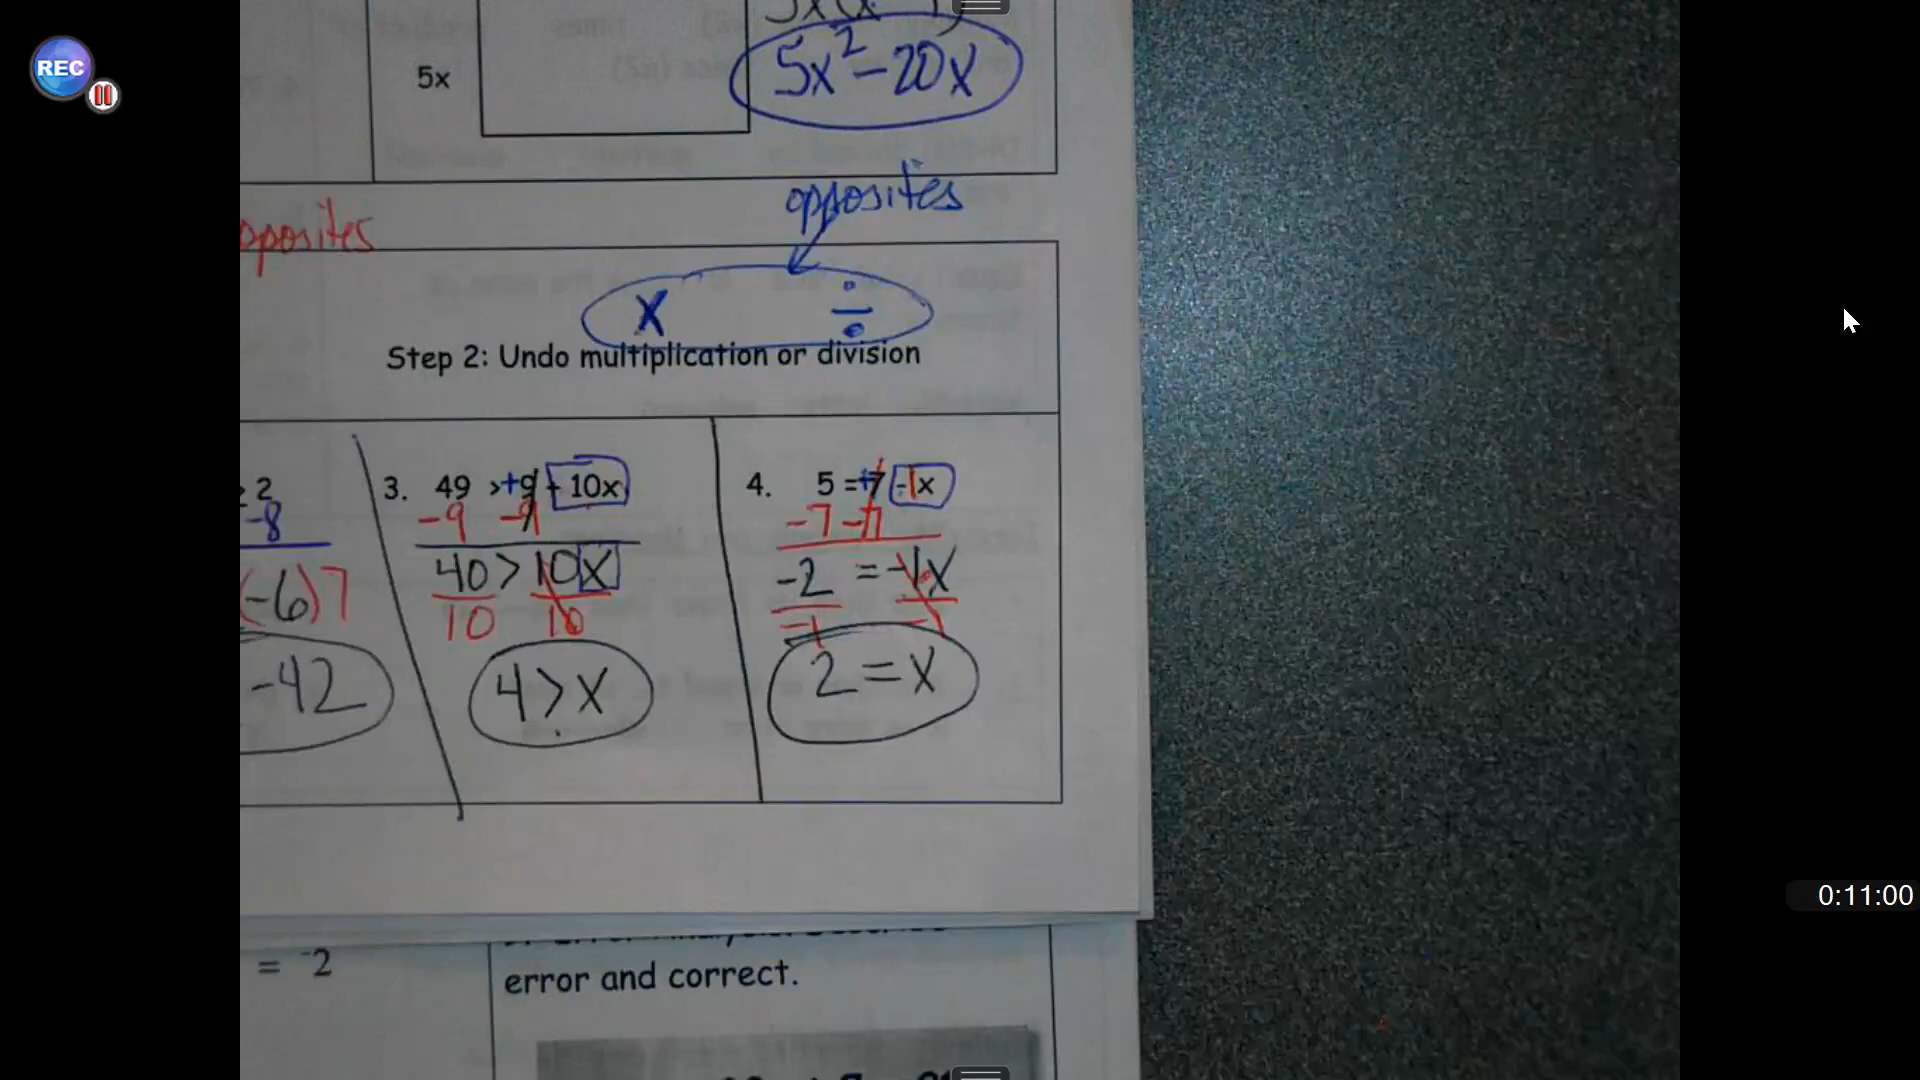 REC
5x
5x² - 20x
opposites
opposites
x ÷
Step 2: Undo multiplication or division
2
-8
(-6)7
-42
3. 49 > +9 + 10x
-9 -9
40 > 10x
10 10
4 > x
4. 5 = +7 - 1x
-7 -7
-2 = -1x
-1 -1
2 = x
0:11:00
= -2
error and correct.